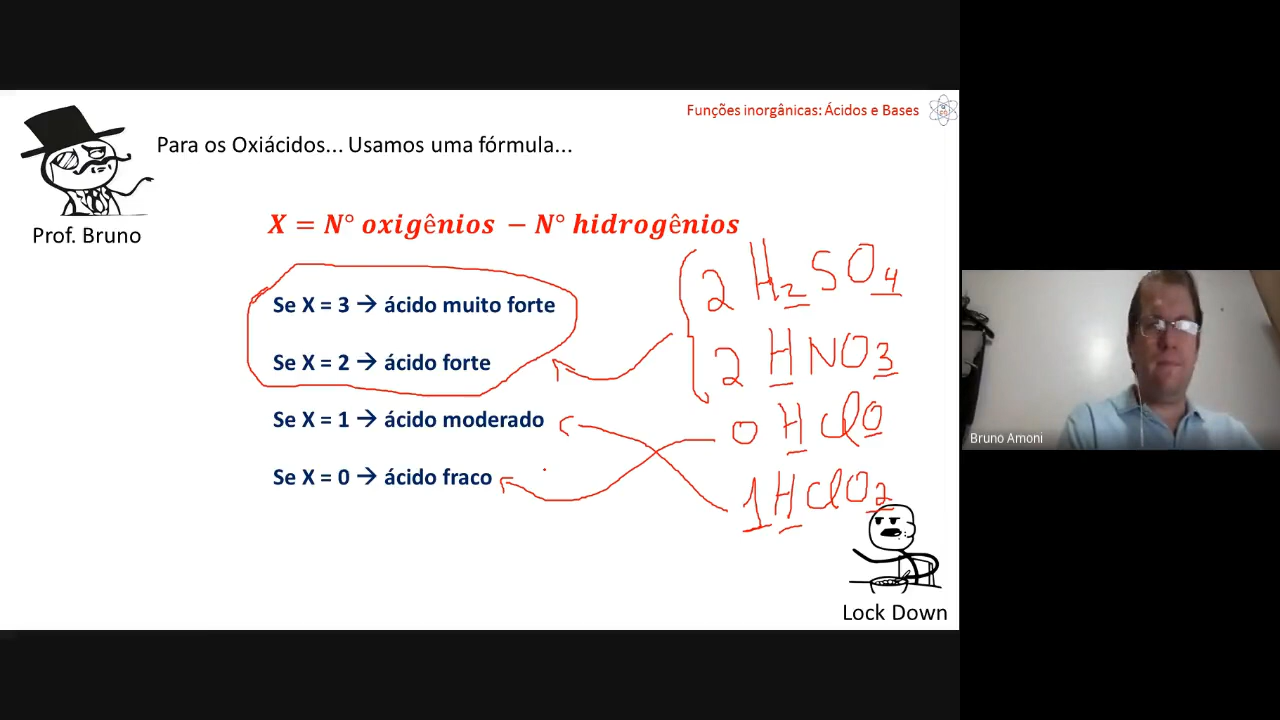 Funções inorgânicas: Ácidos e Bases
Para os Oxiácidos... Usamos uma fórmula...
Prof. Bruno
X = N° oxigênios − N° hidrogênios
Se X = 3 → ácido muito forte
Se X = 2 → ácido forte
Se X = 1 → ácido moderado
Se X = 0 → ácido fraco
2 H2SO4
2 HNO3
0 HClO
1 HClO2
Lock Down
Bruno Amoni